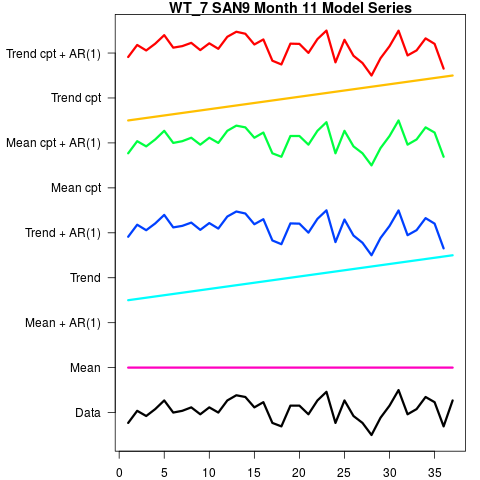 WT_7 SAN9 Month 11 Model Series
Trend cpt + AR(1)
Trend cpt
Mean cpt + AR(1)
Mean cpt
Trend + AR(1)
Trend
Mean + AR(1)
Mean
Data
0 5 10 15 20 25 30 35